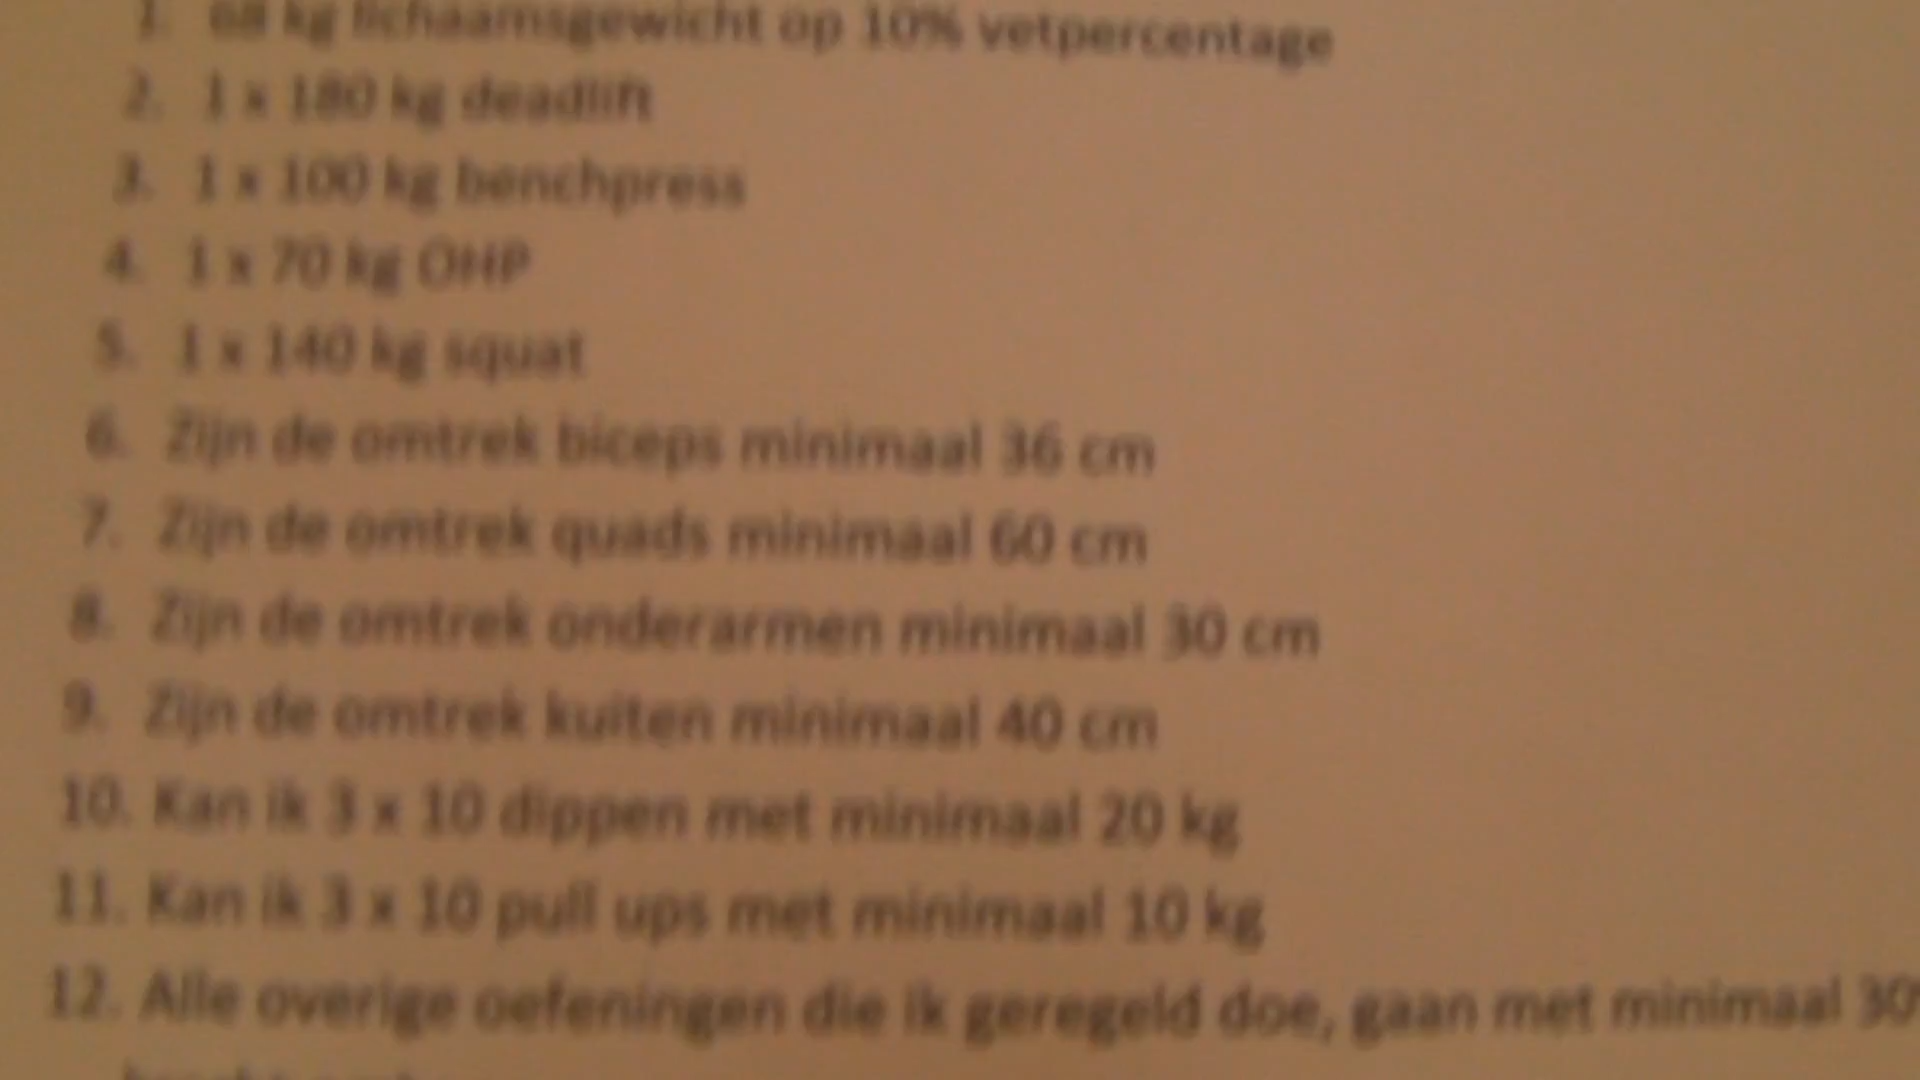 1. 68 kg lichaamsgewicht op 10% vetpercentage
2. 1 x 180 kg deadlift
3. 1 x 100 kg benchpress
4. 1 x 70 kg OHP
5. 1 x 140 kg squat
6. Zijn de omtrek biceps minimaal 36 cm
7. Zijn de omtrek quads minimaal 60 cm
8. Zijn de omtrek onderarmen minimaal 30 cm
9. Zijn de omtrek kuiten minimaal 40 cm
10. Kan ik 3 x 10 dippen met minimaal 20 kg
11. Kan ik 3 x 10 pull ups met minimaal 10 kg
12. Alle overige oefeningen die ik geregeld doe, gaan met minimaal 30